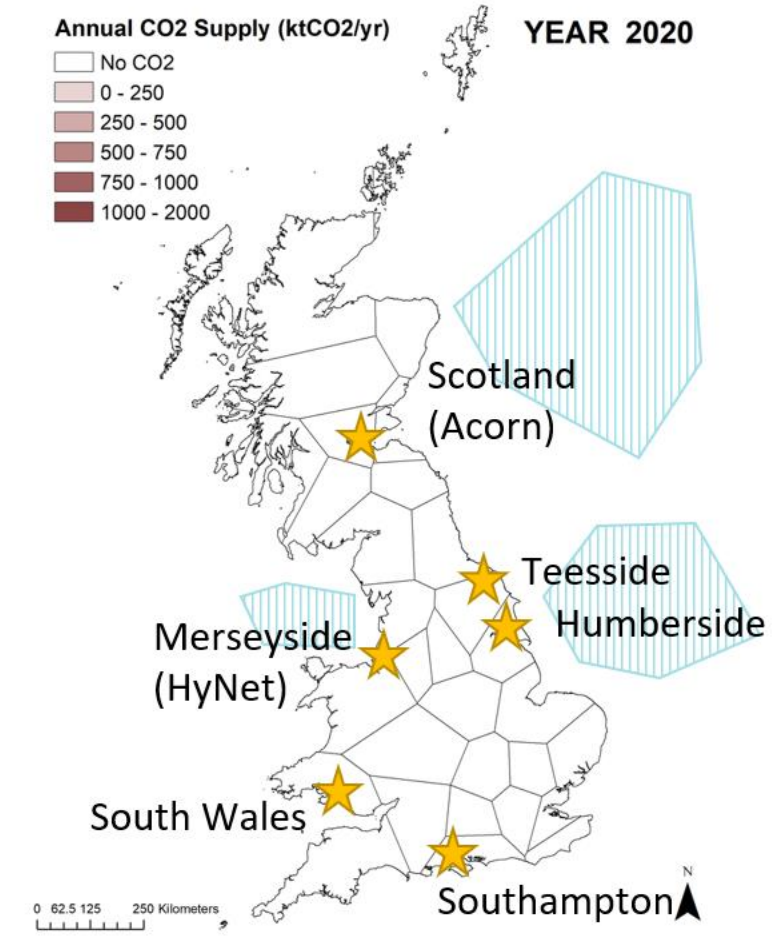 Annual CO2 Supply (ktCO2/yr)
YEAR 2020
No CO2
0 - 250
250 - 500
500 - 750
750 - 1000
1000 - 2000
Scotland
(Acorn)
Teesside
Humberside
Merseyside
(HyNet)
South Wales
Southampton
N
0 62.5 125 250 Kilometers